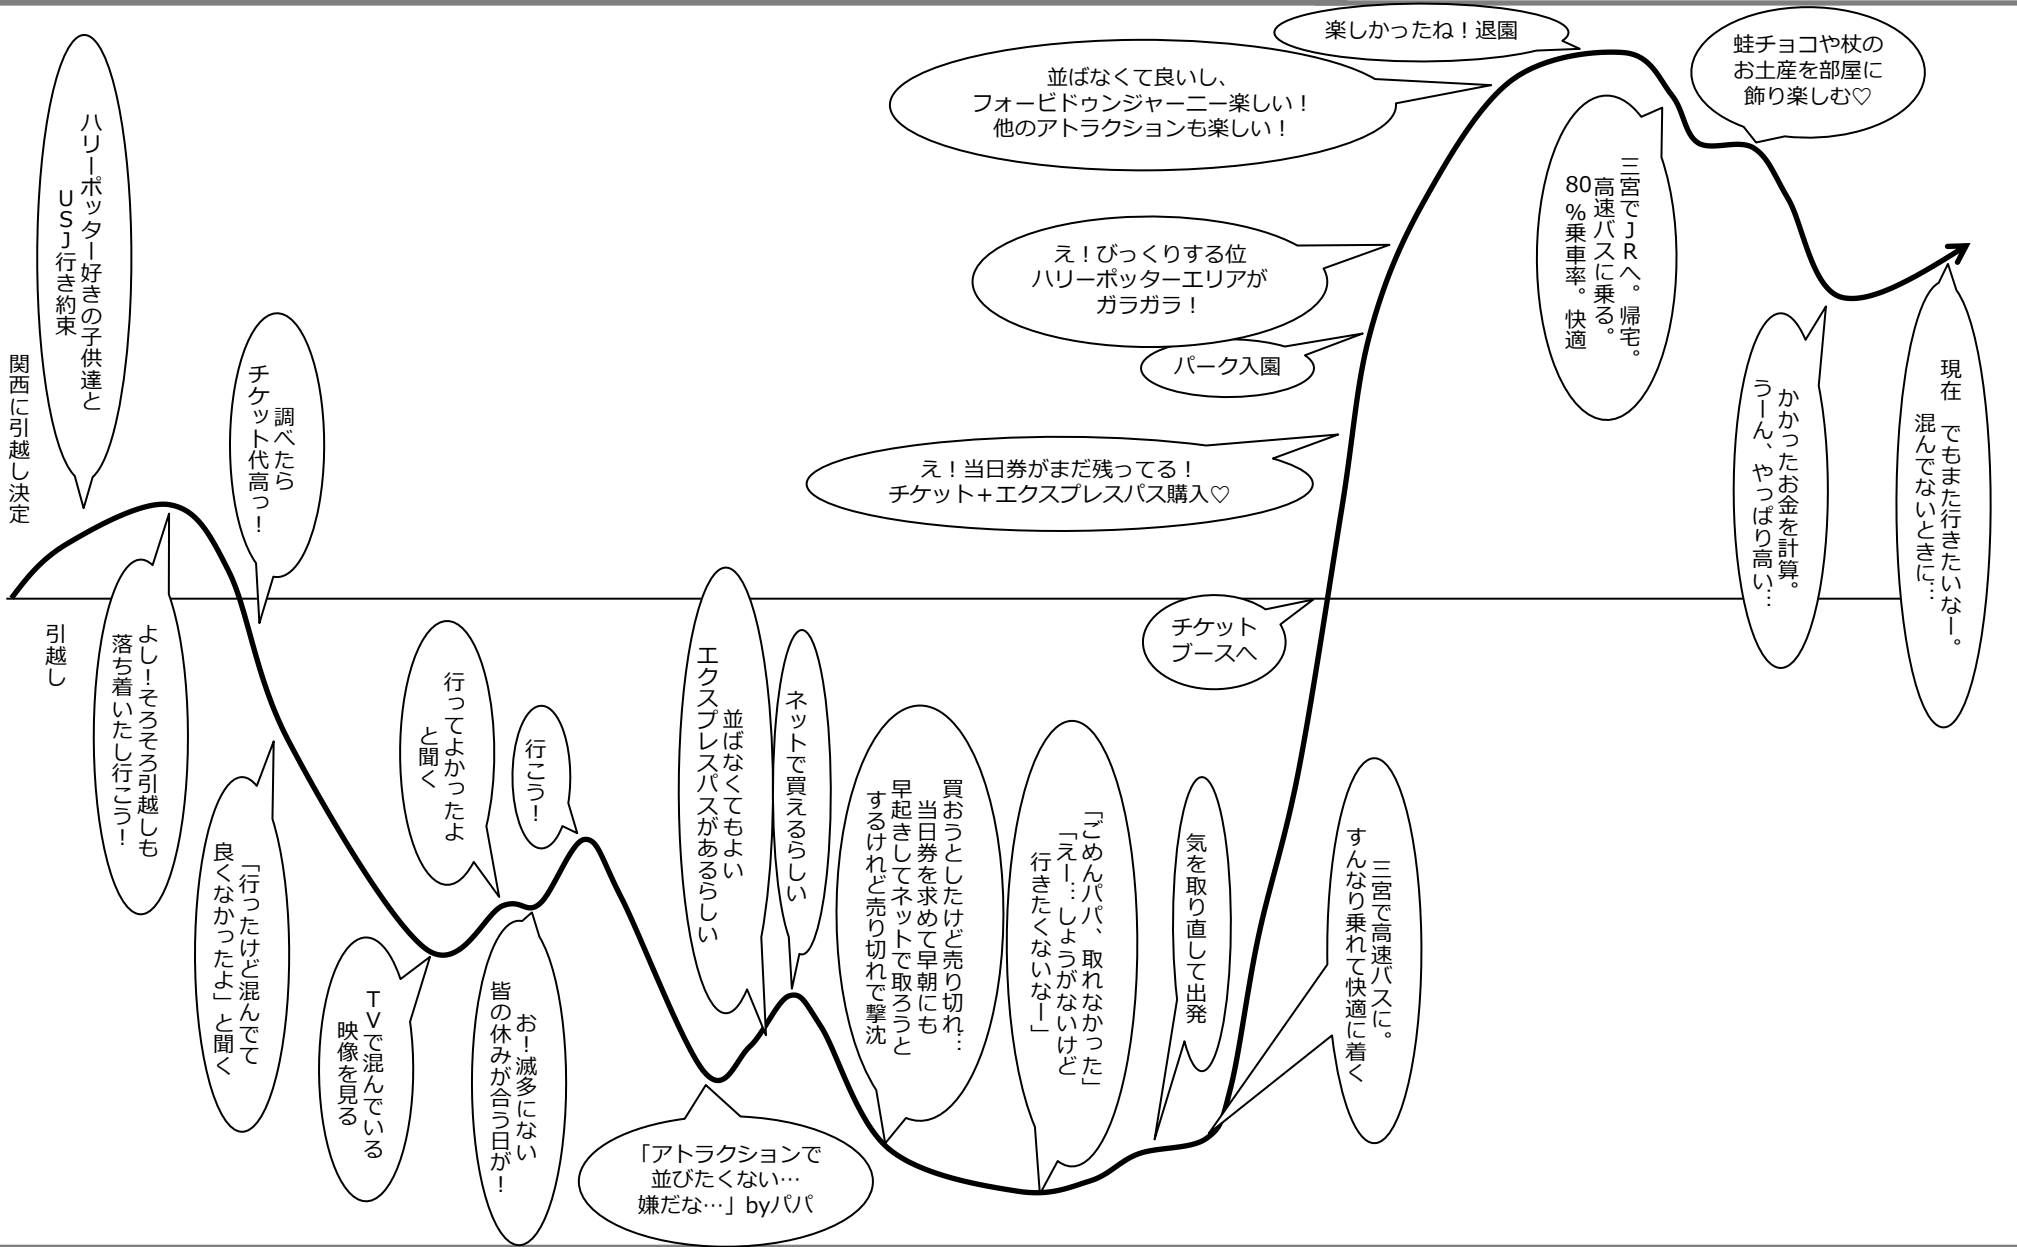 関西に引越し決定
ハリーポッター好きの子供達と
USJ行き約束
引越し
よし！そろそろ引越しも
落ち着いたし行こう！
調べたら
チケット代高っ！
「行ったけど混んでて
良くなかったよ」と聞く
TVで混んでいる
映像を見る
行ってよかったよ
と聞く
お！滅多にない
皆の休みが合う日が！
行こう！
「アトラクションで
並びたくない…
嫌だな…」byパパ
並ばなくてもよい
エクスプレスパスがあるらしい
ネットで買えるらしい
買おうとしたけど売り切れ…
当日券を求めて早朝にも
早起きしてネットで取ろうと
するけれど売り切れで撃沈
「ごめんパパ、取れなかった」
「えー…しょうがないけど
行きたくないなー」
気を取り直して出発
三宮で高速バスに。
すんなり乗れて快適に着く
チケット
ブースへ
え！当日券がまだ残ってる！
チケット＋エクスプレスパス購入♡
パーク入園
え！びっくりする位
ハリーポッターエリアが
ガラガラ！
並ばなくて良いし、
フォービドゥンジャーニー楽しい！
他のアトラクションも楽しい！
楽しかったね！退園
三宮でJRへ。帰宅。
高速バスに乗る。
80％乗車率。快適
蛙チョコや杖の
お土産を部屋に
飾り楽しむ♡
かかったお金を計算。
うーん、やっぱり高い…
現在　でもまた行きたいなー。
混んでないときに…